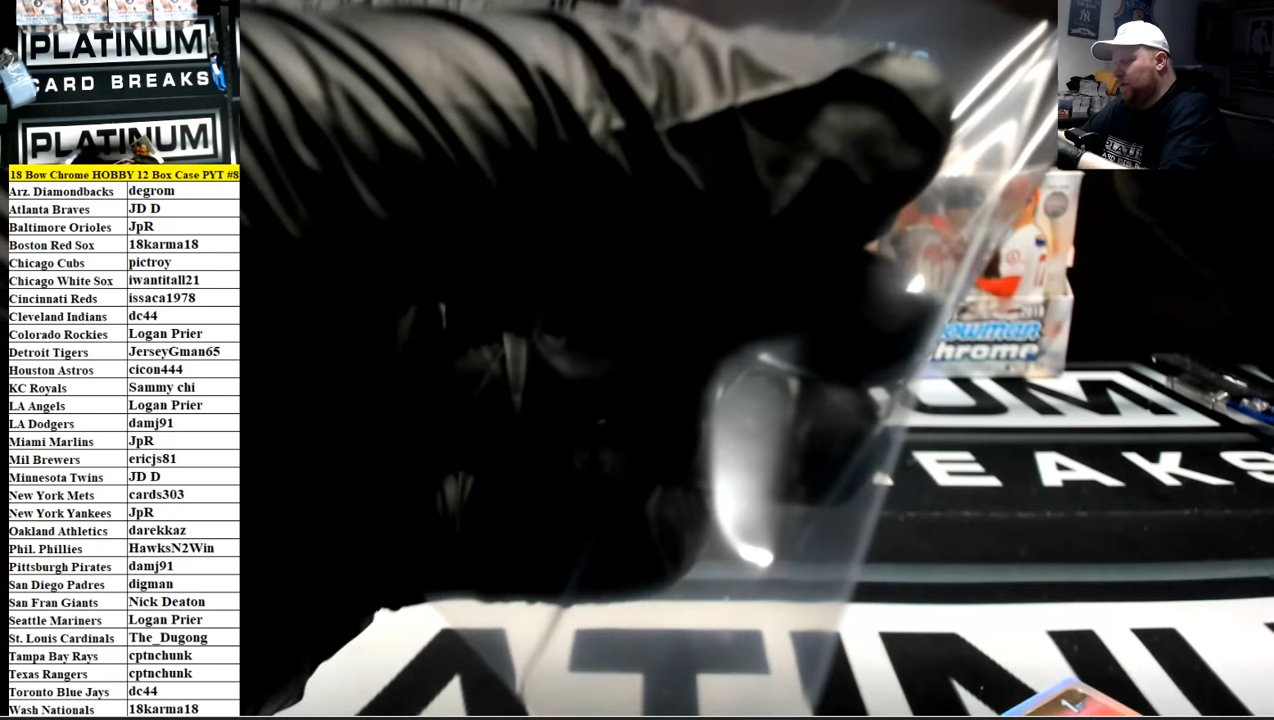 PLATINUM
CARD BREAKS
PLATINUM
18 Bow Chrome HOBBY 12 Box Case PYT #8
Arz. Diamondbacks degrom
Atlanta Braves JD D
Baltimore Orioles JpR
Boston Red Sox 18karma18
Chicago Cubs pictroy
Chicago White Sox iwantitall21
Cincinnati Reds issaca1978
Cleveland Indians dc44
Colorado Rockies Logan Prier
Detroit Tigers JerseyGman65
Houston Astros cicon444
KC Royals Sammy chi
LA Angels Logan Prier
LA Dodgers damj91
Miami Marlins JpR
Mil Brewers ericjs81
Minnesota Twins JD D
New York Mets cards303
New York Yankees JpR
Oakland Athletics darekkaz
Phil. Phillies HawksN2Win
Pittsburgh Pirates damj91
San Diego Padres digman
San Fran Giants Nick Deaton
Seattle Mariners Logan Prier
St. Louis Cardinals The_Dugong
Tampa Bay Rays cptnchunk
Texas Rangers cptnchunk
Toronto Blue Jays dc44
Wash Nationals 18karma18
owman
hrome
UM
EAKS
ATINUM